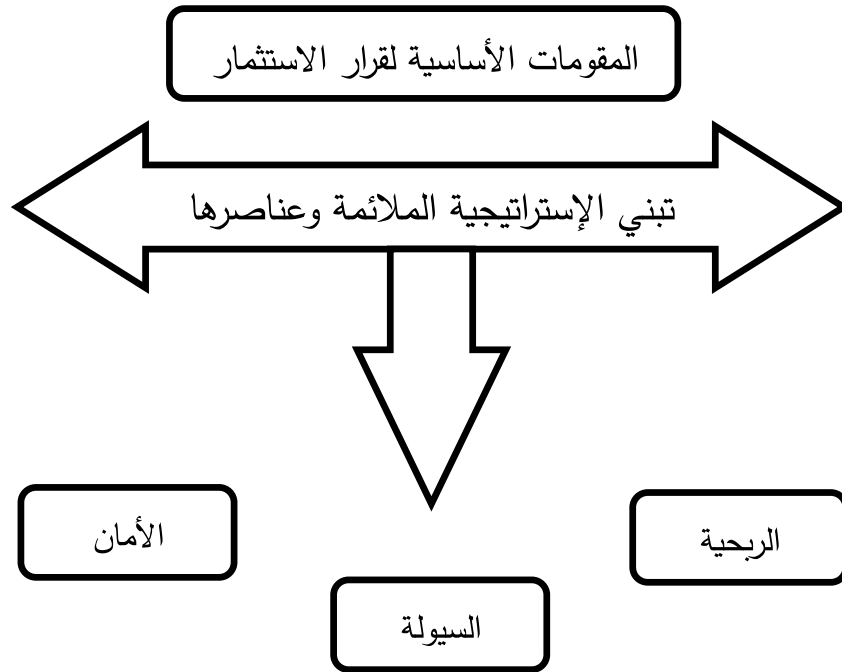 المقومات الأساسية لقرار الاستثمار
تبني الإستراتيجية الملائمة وعناصرها
الربحية
الأمان
السيولة